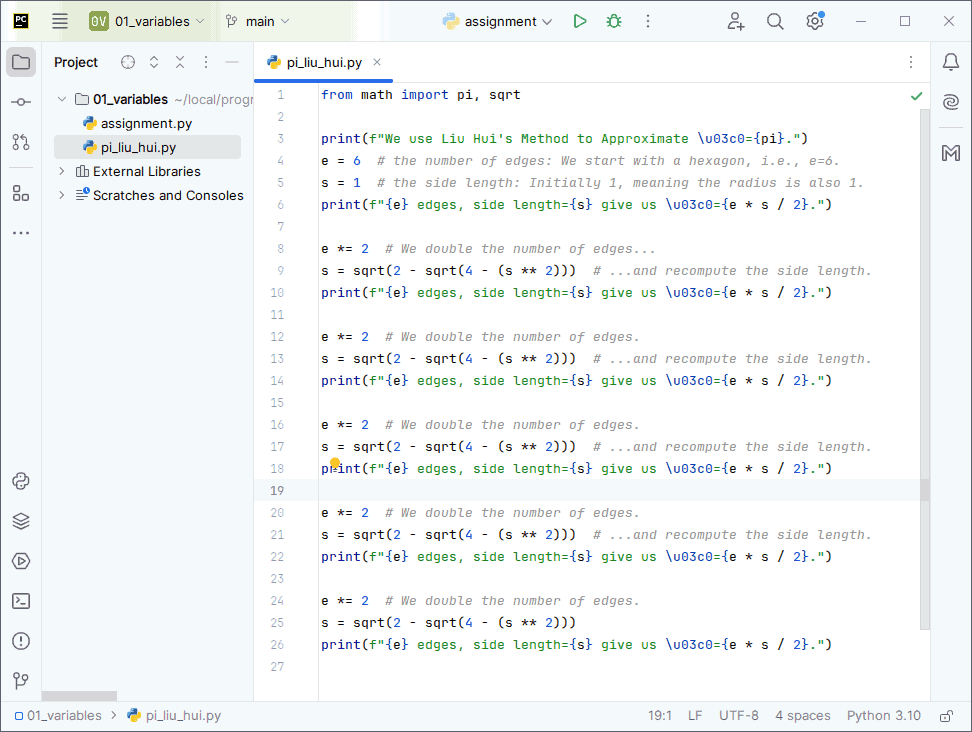 PC
0V 01_variables main assignment
Project pi_liu_hui.py
01_variables ~/local/progr
assignment.py
pi_liu_hui.py
External Libraries
Scratches and Consoles
1 from math import pi, sqrt
2
3 print(f"We use Liu Hui's Method to Approximate \u03c0={pi}.")
4 e = 6  # the number of edges: We start with a hexagon, i.e., e=6.
5 s = 1  # the side length: Initially 1, meaning the radius is also 1.
6 print(f"{e} edges, side length={s} give us \u03c0={e * s / 2}.")
7
8 e *= 2  # We double the number of edges...
9 s = sqrt(2 - sqrt(4 - (s ** 2)))  # ...and recompute the side length.
10 print(f"{e} edges, side length={s} give us \u03c0={e * s / 2}.")
11
12 e *= 2  # We double the number of edges.
13 s = sqrt(2 - sqrt(4 - (s ** 2)))  # ...and recompute the side length.
14 print(f"{e} edges, side length={s} give us \u03c0={e * s / 2}.")
15
16 e *= 2  # We double the number of edges.
17 s = sqrt(2 - sqrt(4 - (s ** 2)))  # ...and recompute the side length.
18 print(f"{e} edges, side length={s} give us \u03c0={e * s / 2}.")
19
20 e *= 2  # We double the number of edges.
21 s = sqrt(2 - sqrt(4 - (s ** 2)))  # ...and recompute the side length.
22 print(f"{e} edges, side length={s} give us \u03c0={e * s / 2}.")
23
24 e *= 2  # We double the number of edges.
25 s = sqrt(2 - sqrt(4 - (s ** 2)))
26 print(f"{e} edges, side length={s} give us \u03c0={e * s / 2}.")
27
01_variables > pi_liu_hui.py 19:1 LF UTF-8 4 spaces Python 3.10